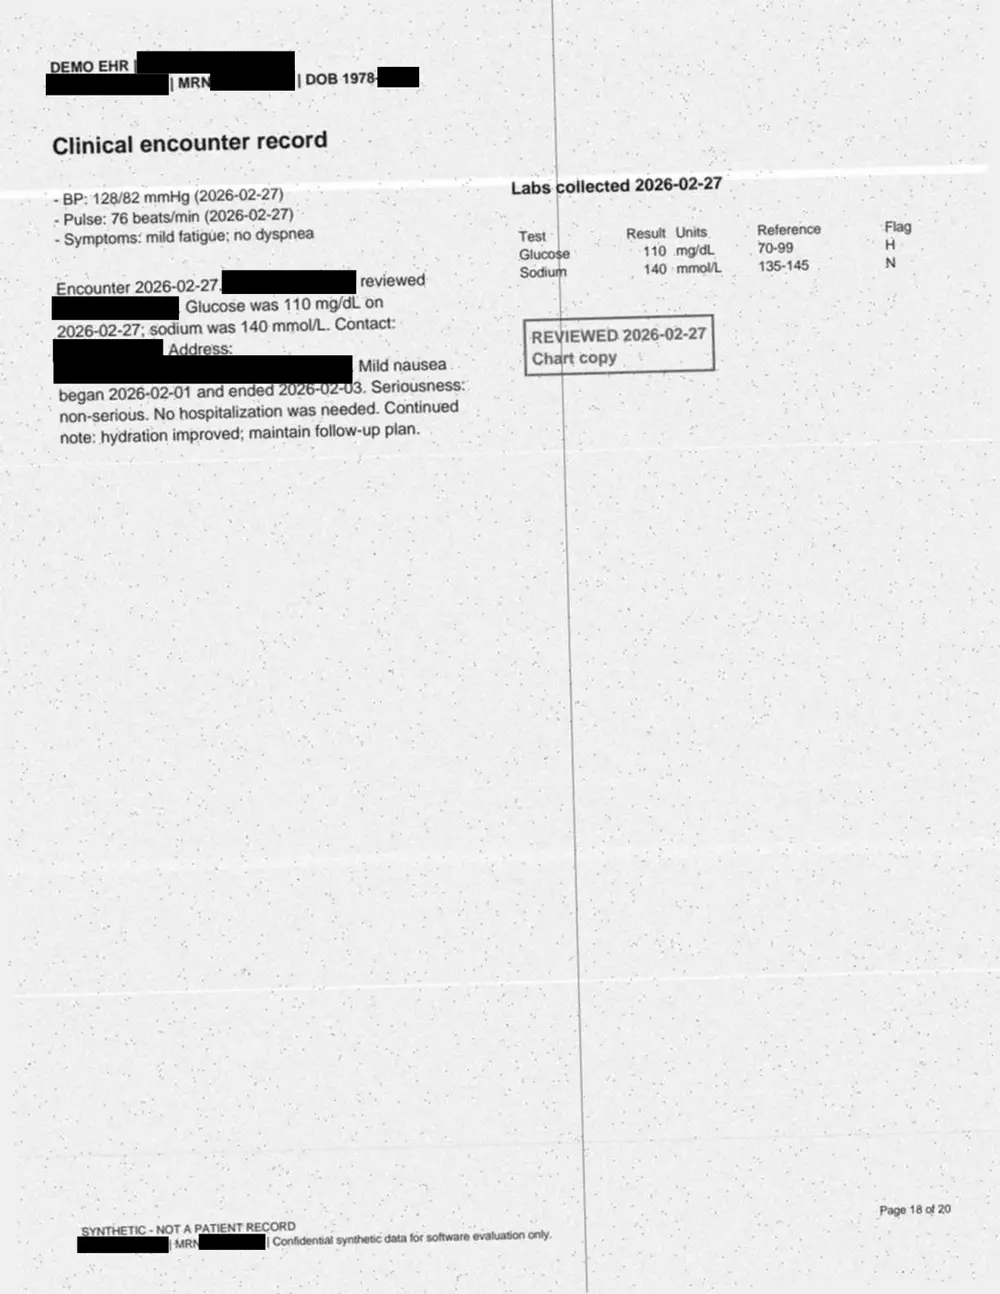 DEMO EHR |
| MRN | DOB 1978-
Clinical encounter record
- BP: 128/82 mmHg (2026-02-27)
- Pulse: 76 beats/min (2026-02-27)
- Symptoms: mild fatigue; no dyspnea
Encounter 2026-02-27. reviewed
Glucose was 110 mg/dL on
2026-02-27; sodium was 140 mmol/L. Contact:
Address:
Mild nausea
began 2026-02-01 and ended 2026-02-03. Seriousness:
non-serious. No hospitalization was needed. Continued
note: hydration improved; maintain follow-up plan.
Labs collected 2026-02-27
Test Result Units Reference Flag
Glucose 110 mg/dL 70-99 H
Sodium 140 mmol/L 135-145 N
REVIEWED 2026-02-27
Chart copy
Page 18 of 20
SYNTHETIC - NOT A PATIENT RECORD
| MRN | Confidential synthetic data for software evaluation only.